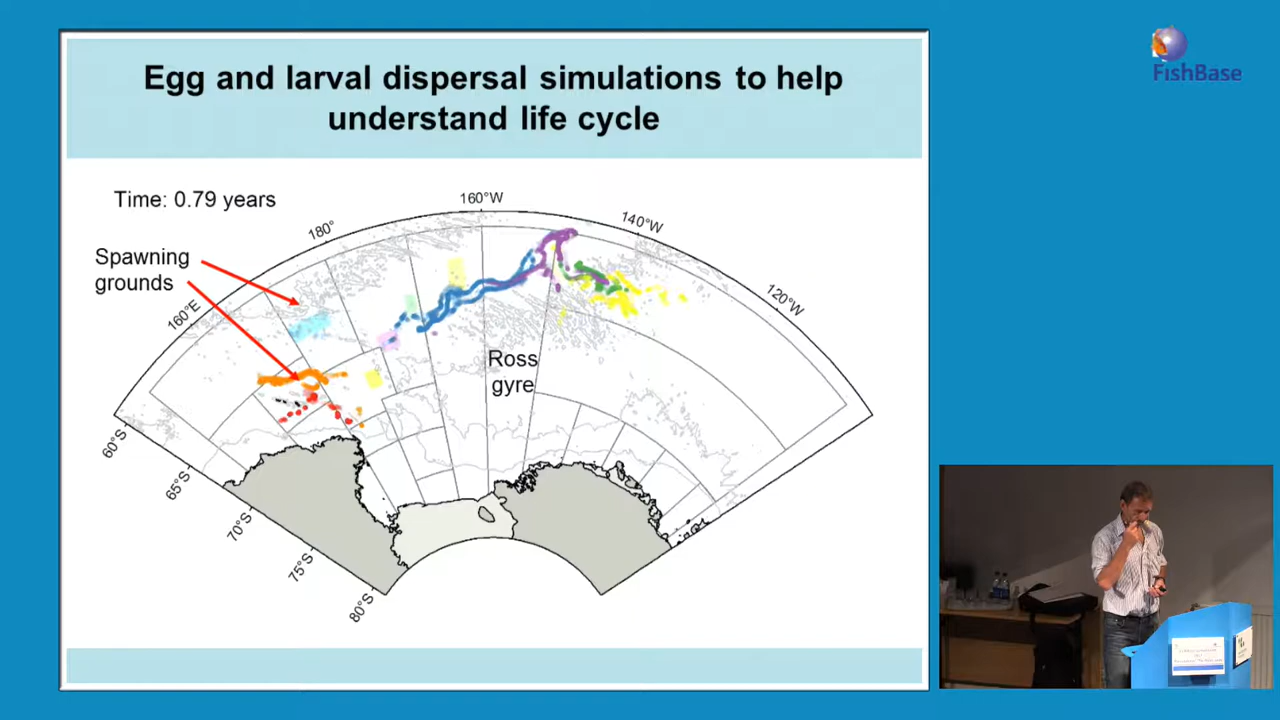 Egg and larval dispersal simulations to help
understand life cycle
FishBase
Time: 0.79 years
160°W
180°
140°W
Spawning
grounds
160°E
120°W
Ross
gyre
60°S
65°S
70°S
75°S
80°S